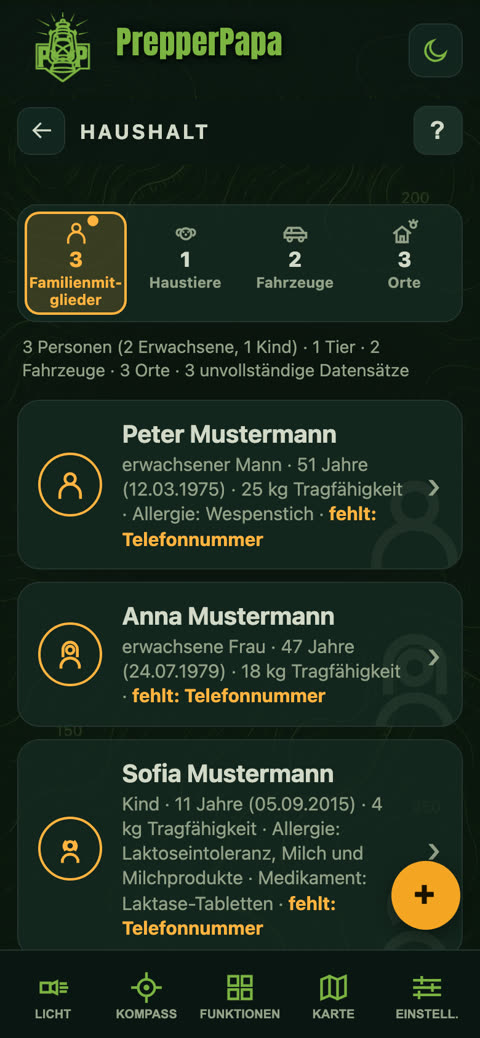 PrepperPapa
HAUSHALT
?
200
3
Familienmit-
glieder
1
Haustiere
2
Fahrzeuge
3
Orte
3 Personen (2 Erwachsene, 1 Kind) · 1 Tier · 2
Fahrzeuge · 3 Orte · 3 unvollständige Datensätze
Peter Mustermann
erwachsener Mann · 51 Jahre
(12.03.1975) · 25 kg Tragfähigkeit
· Allergie: Wespenstich · fehlt:
Telefonnummer
Anna Mustermann
erwachsene Frau · 47 Jahre
(24.07.1979) · 18 kg Tragfähigkeit
· fehlt: Telefonnummer
150
Sofia Mustermann
Kind · 11 Jahre (05.09.2015) · 4
kg Tragfähigkeit · Allergie:
Laktoseintoleranz, Milch und
Milchprodukte · Medikament:
Laktase-Tabletten · fehlt:
Telefonnummer
+
LICHT
KOMPASS
FUNKTIONEN
KARTE
EINSTELL.